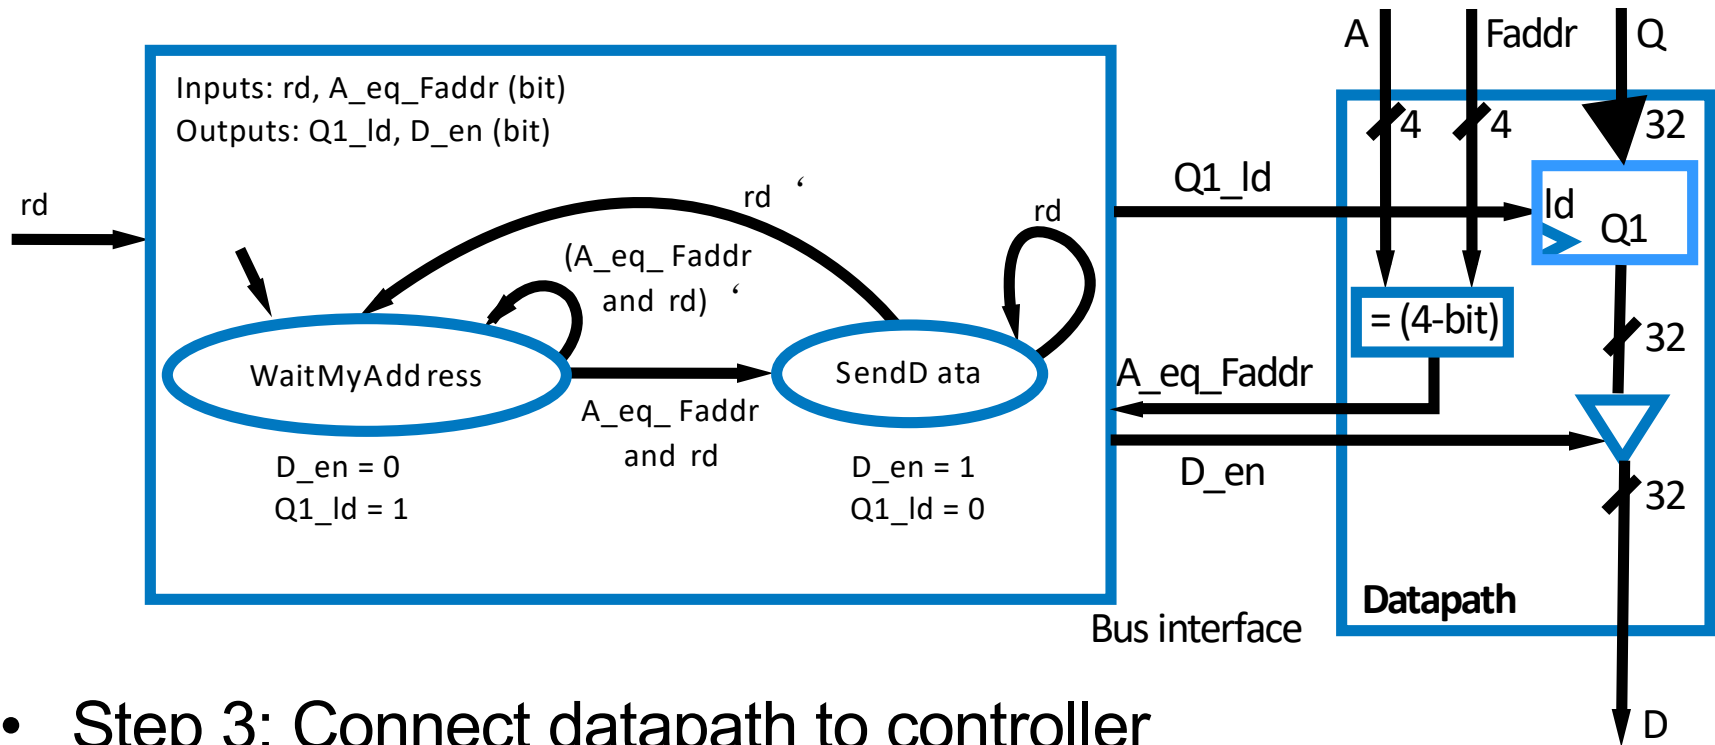 A
Faddr
Q
Inputs: rd, A_eq_Faddr (bit)
Outputs: Q1_ld, D_en (bit)
4
4
32
rd
rd ‘
rd
Q1_ld
ld
Q1
(A_eq_ Faddr
and rd) ‘
= (4-bit)
32
WaitMyAdd ress
SendD ata
A_eq_Faddr
A_eq_ Faddr
and rd
D_en = 0
Q1_ld = 1
D_en = 1
Q1_ld = 0
D_en
32
Datapath
Bus interface
• Step 3: Connect datapath to controller
D